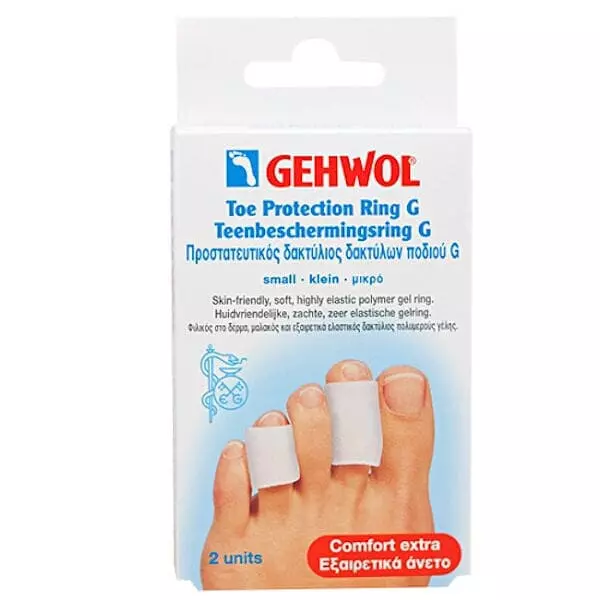 GEHWOL
Toe Protection Ring G
Teenbeschermingsring G
Προστατευτικός δακτύλιος δακτύλων ποδιού G
small · klein · μικρό
Skin-friendly, soft, highly elastic polymer gel ring.
Huidvriendelijke, zachte, zeer elastische gelring.
Φιλικός στο δέρμα, μαλακός και εξαιρετικά ελαστικός δακτύλιος πολυμερούς γέλης.
E G
2 units
Comfort extra
Εξαιρετικά άνετο